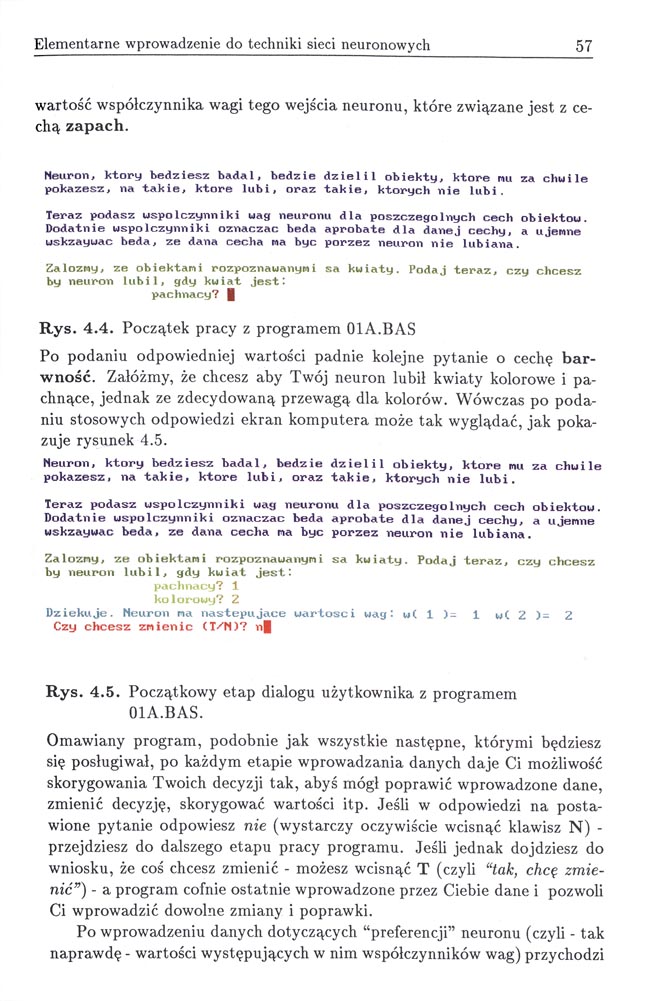 Elementarne wprowadzenie do techniki sieci neuronowych 57
wartość współczynnika wagi tego wejścia neuronu, które związane jest z ce-
chą zapach.
Neuron, ktory bedziesz badal, bedzie dzielil obiekty, ktore mu za chwile
pokazesz, na takie, ktore lubi, oraz takie, ktorych nie lubi.
Teraz podasz wspolczynniki wag neuronu dla poszczegolnych cech obiektow.
Dodatnie wspolczynniki oznaczac beda aprobate dla danej cechy, a ujemne
wskzaywac beda, ze dana cecha ma byc porzez neuron nie lubiana.
Zalozmy, ze obiektami rozpoznawanymi sa kwiaty. Podaj teraz, czy chcesz
by neuron lubil, gdy kwiat jest:
pachnacy?
Rys. 4.4. Początek pracy z programem 01A.BAS
Po podaniu odpowiedniej wartości padnie kolejne pytanie o cechę bar-
wność. Załóżmy, że chcesz aby Twój neuron lubił kwiaty kolorowe i pa-
chnące, jednak ze zdecydowaną przewagą dla kolorów. Wówczas po poda-
niu stosowych odpowiedzi ekran komputera może tak wyglądać, jak poka-
zuje rysunek 4.5.
Neuron, ktory bedziesz badal, bedzie dzielil obiekty, ktore mu za chwile
pokazesz, na takie, ktore lubi, oraz takie, ktorych nie lubi.
Teraz podasz wspolczynniki wag neuronu dla poszczegolnych cech obiektow.
Dodatnie wspolczynniki oznaczac beda aprobate dla danej cechy, a ujemne
wskzaywac beda, ze dana cecha ma byc porzez neuron nie lubiana.
Zalozmy, ze obiektami rozpoznawanymi sa kwiaty. Podaj teraz, czy chcesz
by neuron lubil, gdy kwiat jest:
pachnacy? 1
kolorowy? 2
Dziekuje. Neuron ma nastepujace wartosci wag: w( 1 )= 1 w( 2 )= 2
Czy chcesz zmienic (T/N)? n
Rys. 4.5. Początkowy etap dialogu użytkownika z programem
01A.BAS.
Omawiany program, podobnie jak wszystkie następne, którymi będziesz
się posługiwał, po każdym etapie wprowadzania danych daje Ci możliwość
skorygowania Twoich decyzji tak, abyś mógł poprawić wprowadzone dane,
zmienić decyzję, skorygować wartości itp. Jeśli w odpowiedzi na posta-
wione pytanie odpowiesz nie (wystarczy oczywiście wcisnąć klawisz N) -
przejdziesz do dalszego etapu pracy programu. Jeśli jednak dojdziesz do
wniosku, że coś chcesz zmienić - możesz wcisnąć T (czyli “tak, chcę zmie-
nić”) - a program cofnie ostatnie wprowadzone przez Ciebie dane i pozwoli
Ci wprowadzić dowolne zmiany i poprawki.
Po wprowadzeniu danych dotyczących “preferencji” neuronu (czyli - tak
naprawdę - wartości występujących w nim współczynników wag) przychodzi